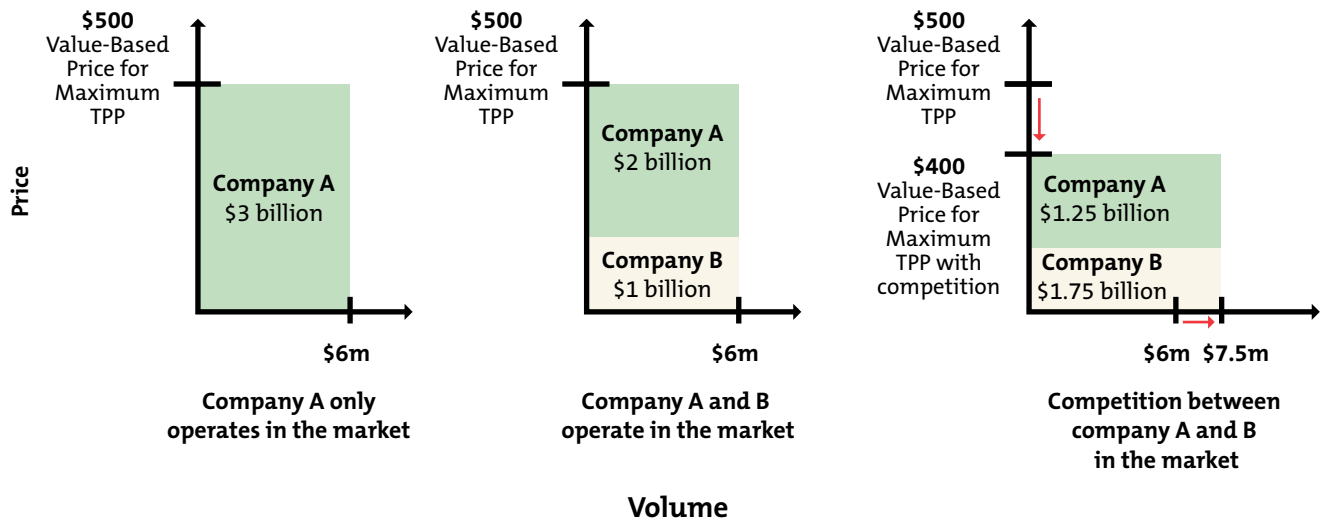 Price
$500
Value-Based
Price for
Maximum
TPP
Company A
$3 billion
$6m
Company A only
operates in the market
$500
Value-Based
Price for
Maximum
TPP
Company A
$2 billion
Company B
$1 billion
$6m
Company A and B
operate in the market
$500
Value-Based
Price for
Maximum
TPP
$400
Value-Based
Price for
Maximum
TPP with
competition
Company A
$1.25 billion
Company B
$1.75 billion
$6m $7.5m
Competition between
company A and B
in the market
Volume